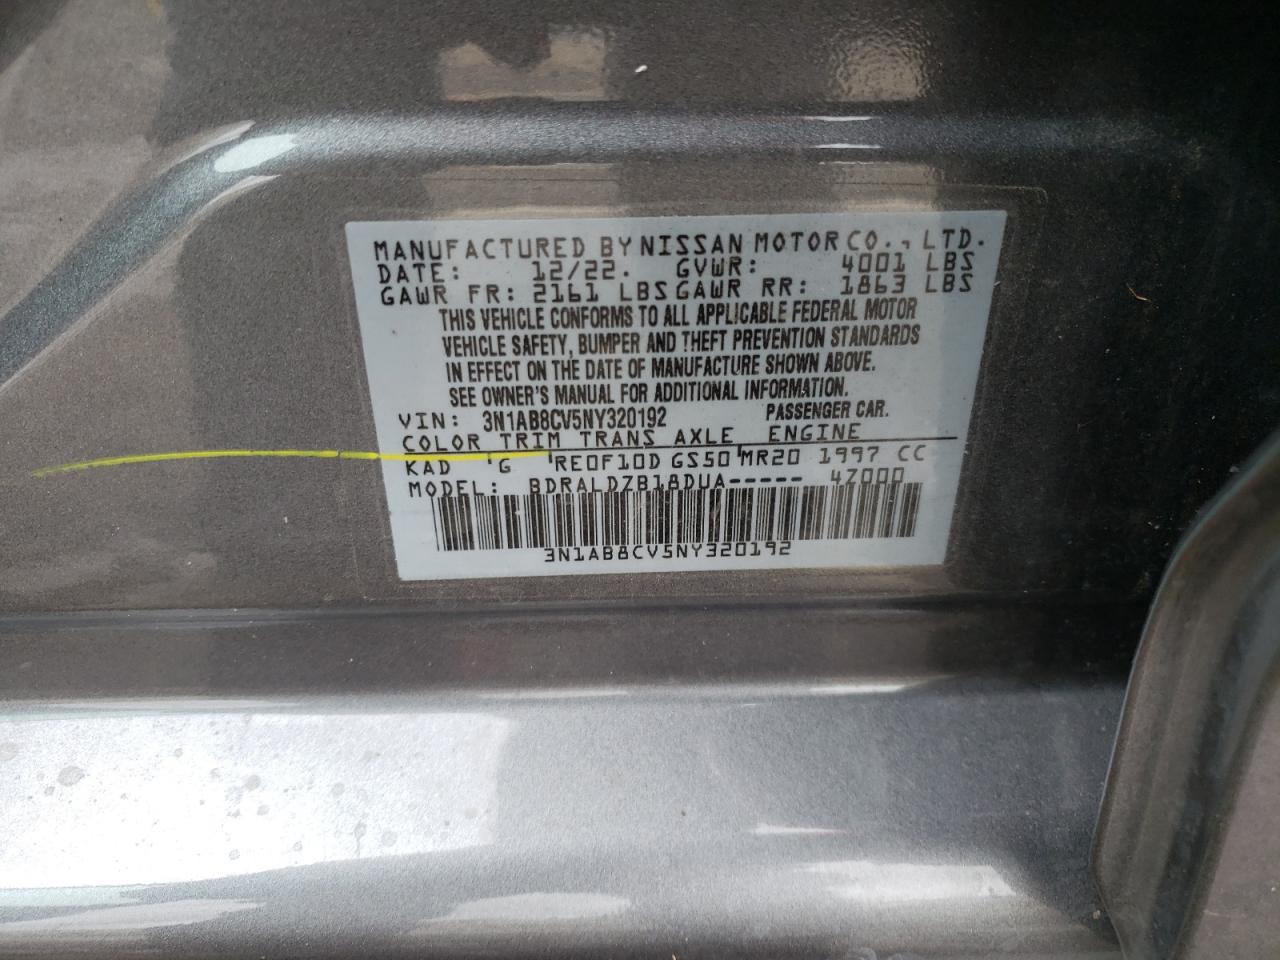 MANUFACTURED BY NISSAN MOTOR CO., LTD.
DATE: 12/22. GVWR: 4001 LBS
GAWR FR: 2161 LBS GAWR RR: 1863 LBS
THIS VEHICLE CONFORMS TO ALL APPLICABLE FEDERAL MOTOR
VEHICLE SAFETY, BUMPER AND THEFT PREVENTION STANDARDS
IN EFFECT ON THE DATE OF MANUFACTURE SHOWN ABOVE.
SEE OWNER'S MANUAL FOR ADDITIONAL INFORMATION.
VIN: 3N1AB8CV5NY320192 PASSENGER CAR.
COLOR TRIM TRANS AXLE ENGINE
KAD G RE0F10D GS50 MR20 1997 CC
MODEL: BDRALDZB18DUA----- 4Z000
3N1AB8CV5NY320192